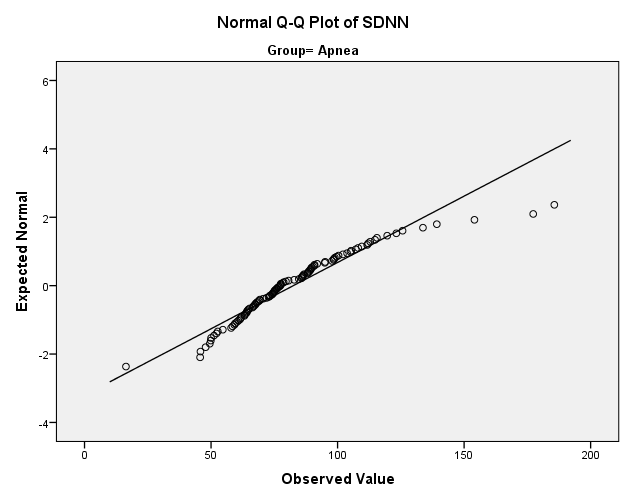 Normal Q-Q Plot of SDNN
Group= Apnea
6
4
2
0
-2
-4
Expected Normal
0 50 100 150 200
Observed Value